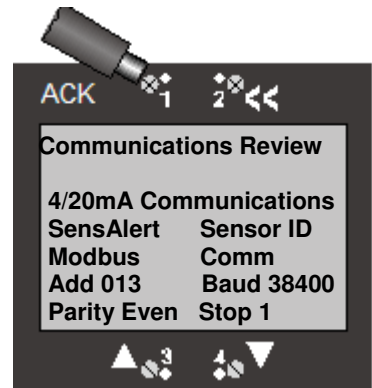 ACK 1 2 <<
Communications Review
4/20mA Communications
SensAlert Sensor ID
Modbus Comm
Add 013 Baud 38400
Parity Even Stop 1
3 4